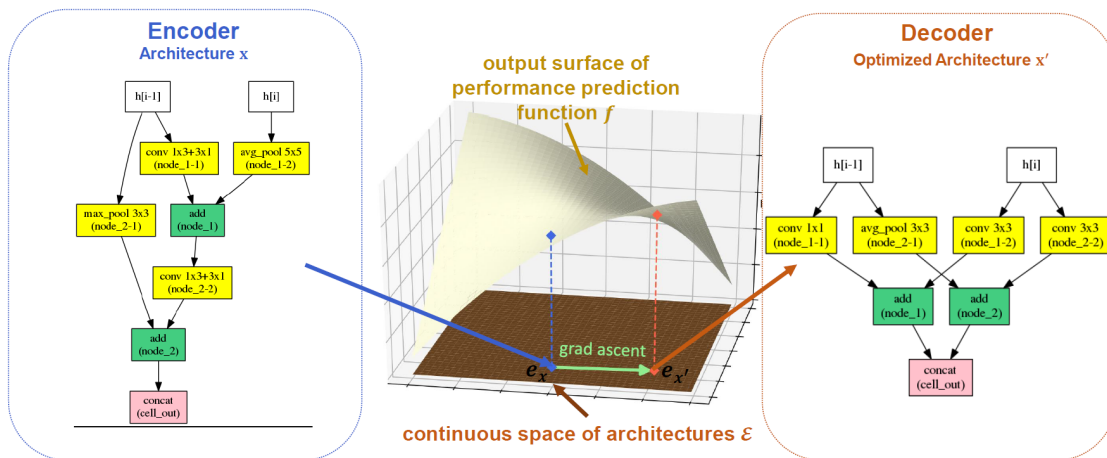 Encoder
Architecture x
h[i-1]
h[i]
conv 1x3+3x1
(node_1-1)
avg_pool 5x5
(node_1-2)
max_pool 3x3
(node_2-1)
add
(node_1)
conv 1x3+3x1
(node_2-2)
add
(node_2)
concat
(cell_out)
output surface of
performance prediction
function f
grad ascent
e_x
e_x′
continuous space of architectures ℰ
Decoder
Optimized Architecture x′
h[i-1]
h[i]
conv 1x1
(node_1-1)
avg_pool 3x3
(node_2-1)
conv 3x3
(node_1-2)
conv 3x3
(node_2-2)
add
(node_1)
add
(node_2)
concat
(cell_out)